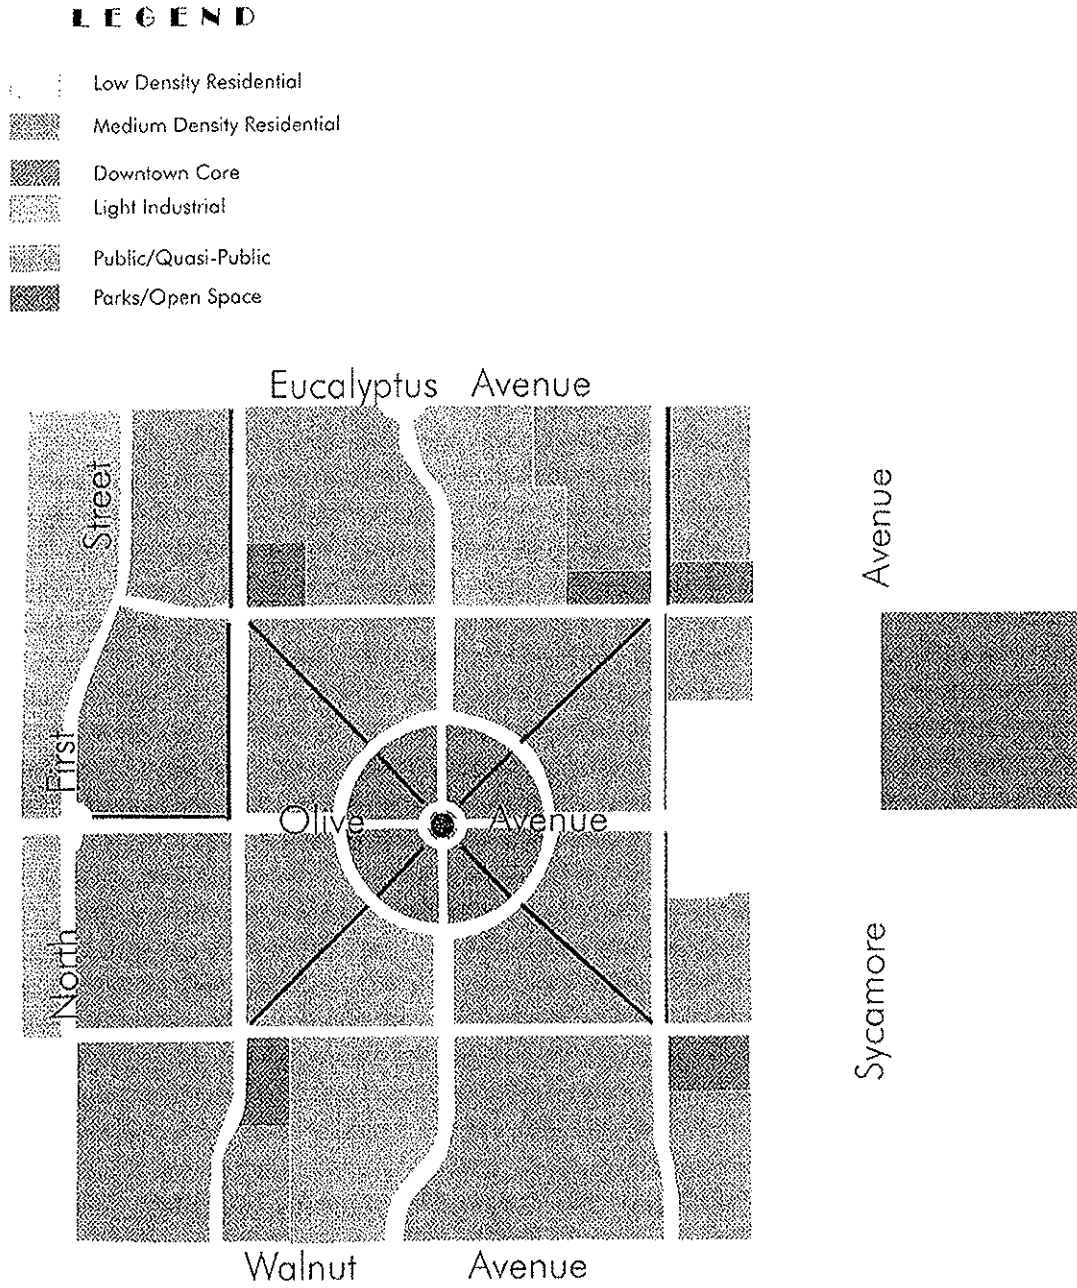 LEGEND
Low Density Residential
Medium Density Residential
Downtown Core
Light Industrial
Public/Quasi-Public
Parks/Open Space
Eucalyptus Avenue
North First Street
Olive Avenue
Sycamore Avenue
Walnut Avenue